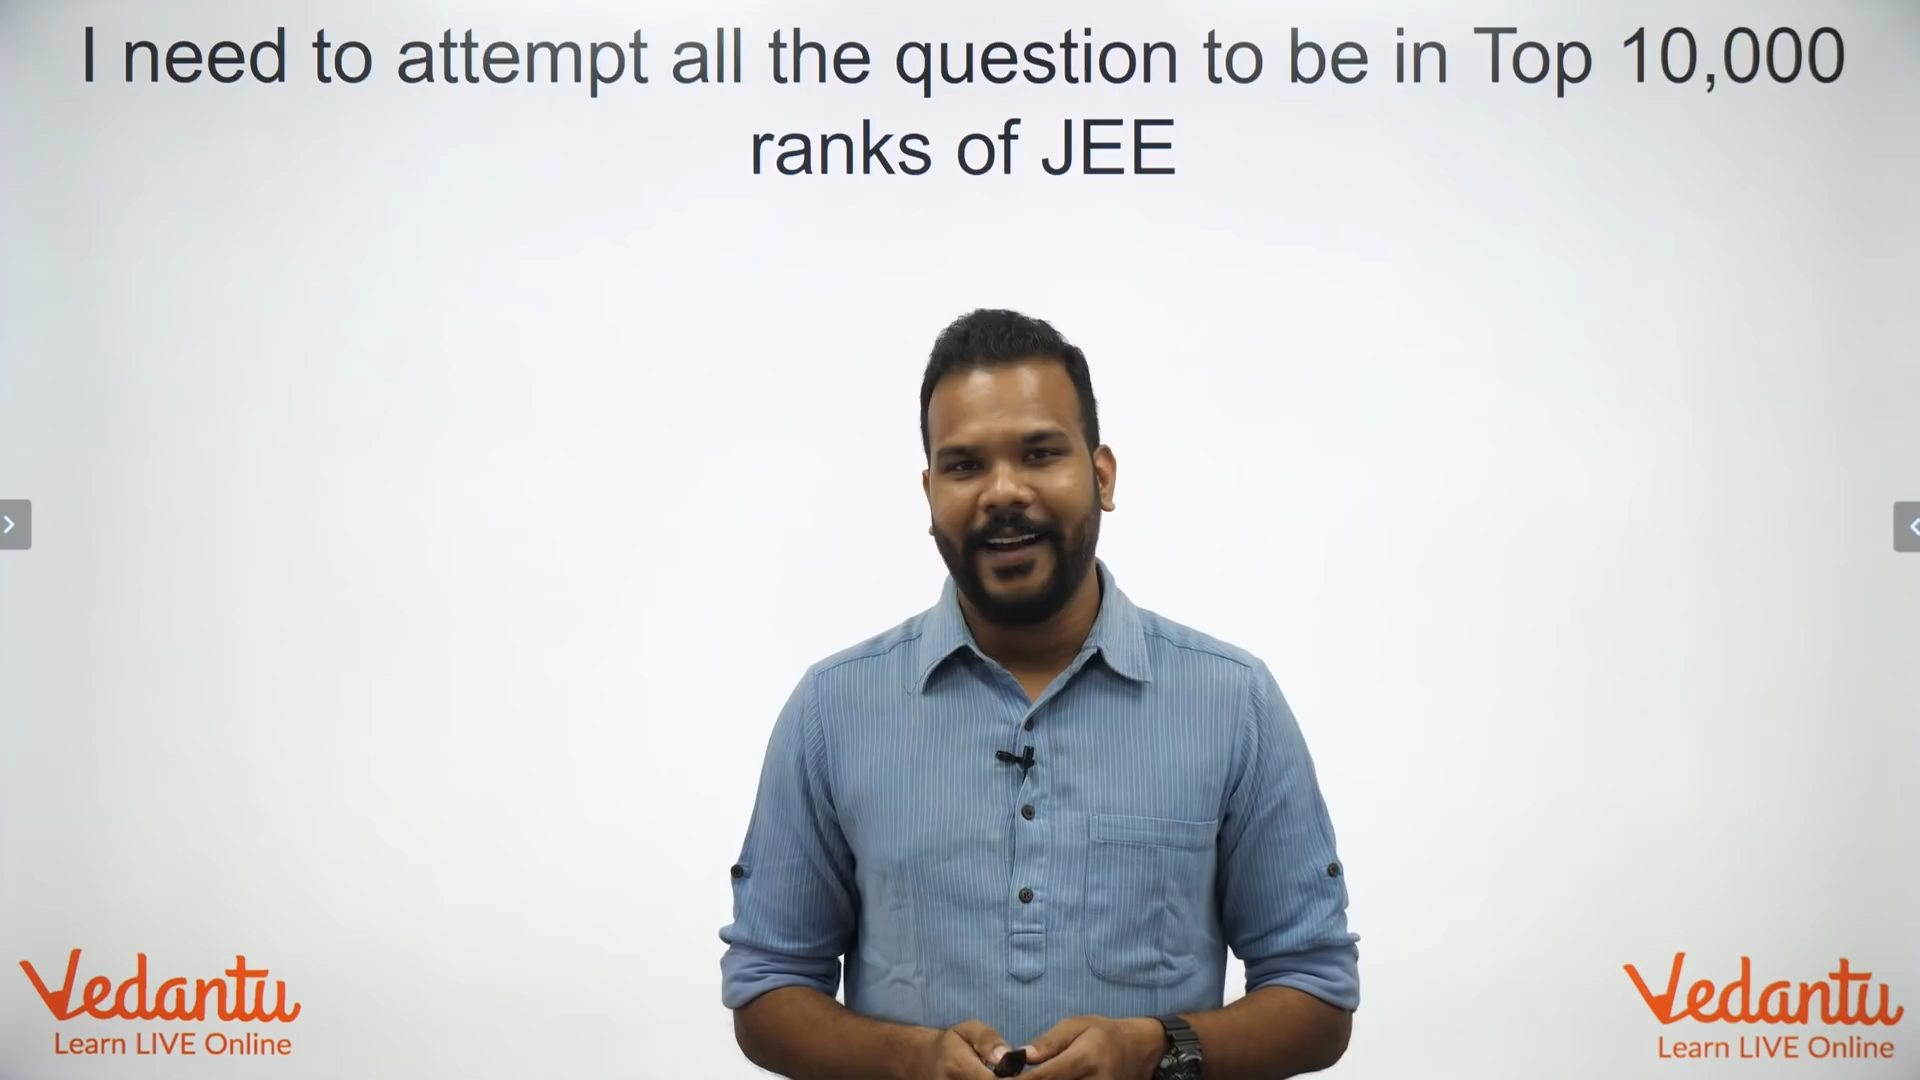 I need to attempt all the question to be in Top 10,000
ranks of JEE
Vedantu
Learn LIVE Online
Vedantu
Learn LIVE Online